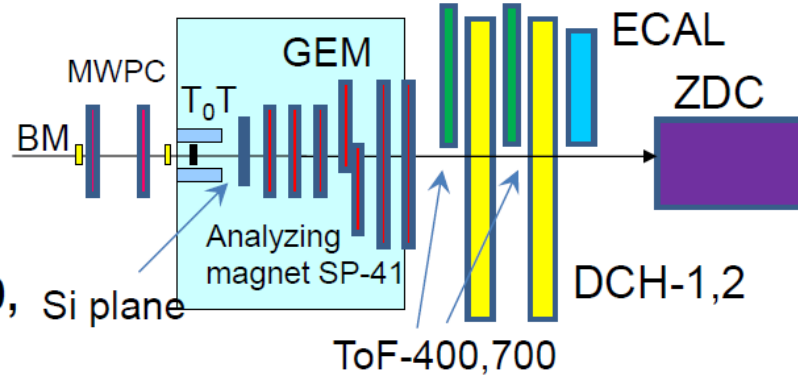 ECAL
GEM
MWPC
T0T
ZDC
BM
Analyzing
magnet SP-41
),
Si plane
DCH-1,2
ToF-400,700